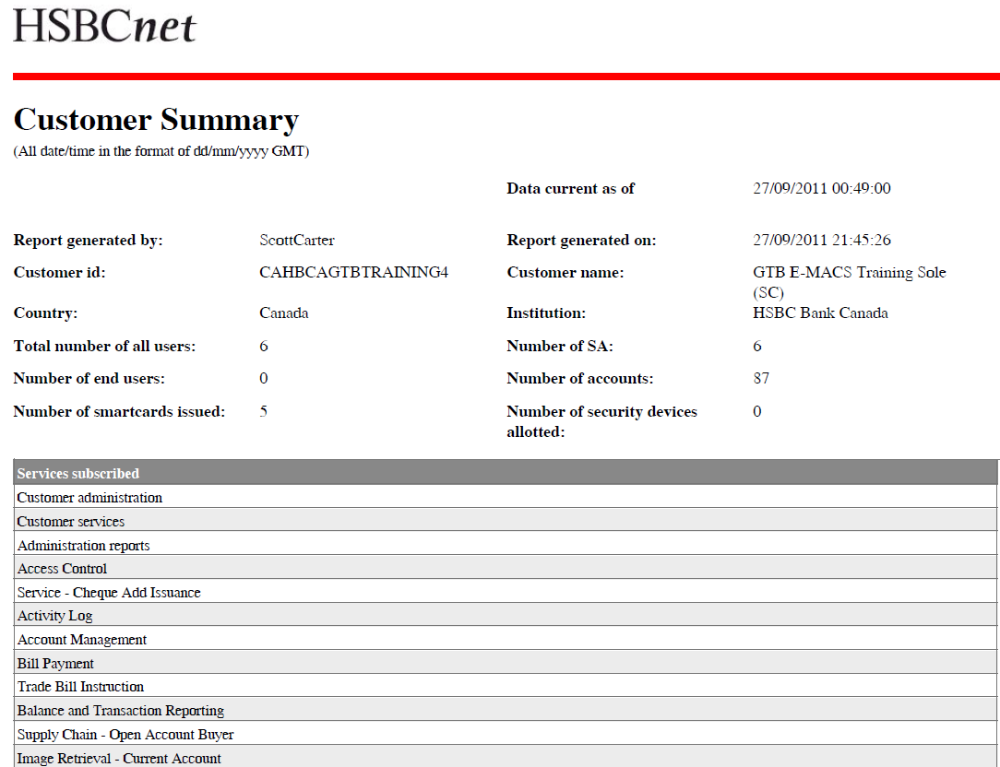 HSBCnet
Customer Summary
(All date/time in the format of dd/mm/yyyy GMT)
Data current as of 27/09/2011 00:49:00
Report generated by: ScottCarter Report generated on: 27/09/2011 21:45:26
Customer id: CAHBCAGTBTRAINING4 Customer name: GTB E-MACS Training Sole
(SC)
Country: Canada Institution: HSBC Bank Canada
Total number of all users: 6 Number of SA: 6
Number of end users: 0 Number of accounts: 87
Number of smartcards issued: 5 Number of security devices 0
allotted:
Services subscribed
Customer administration
Customer services
Administration reports
Access Control
Service - Cheque Add Issuance
Activity Log
Account Management
Bill Payment
Trade Bill Instruction
Balance and Transaction Reporting
Supply Chain - Open Account Buyer
Image Retrieval - Current Account